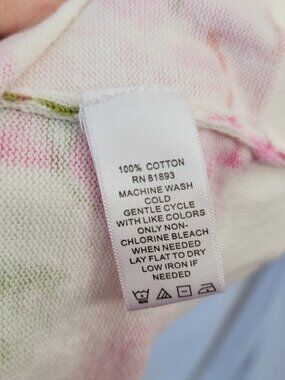 100% COTTON
RN 81893
MACHINE WASH
COLD
GENTLE CYCLE
WITH LIKE COLORS
ONLY NON-
CHLORINE BLEACH
WHEN NEEDED
LAY FLAT TO DRY
LOW IRON IF
NEEDED